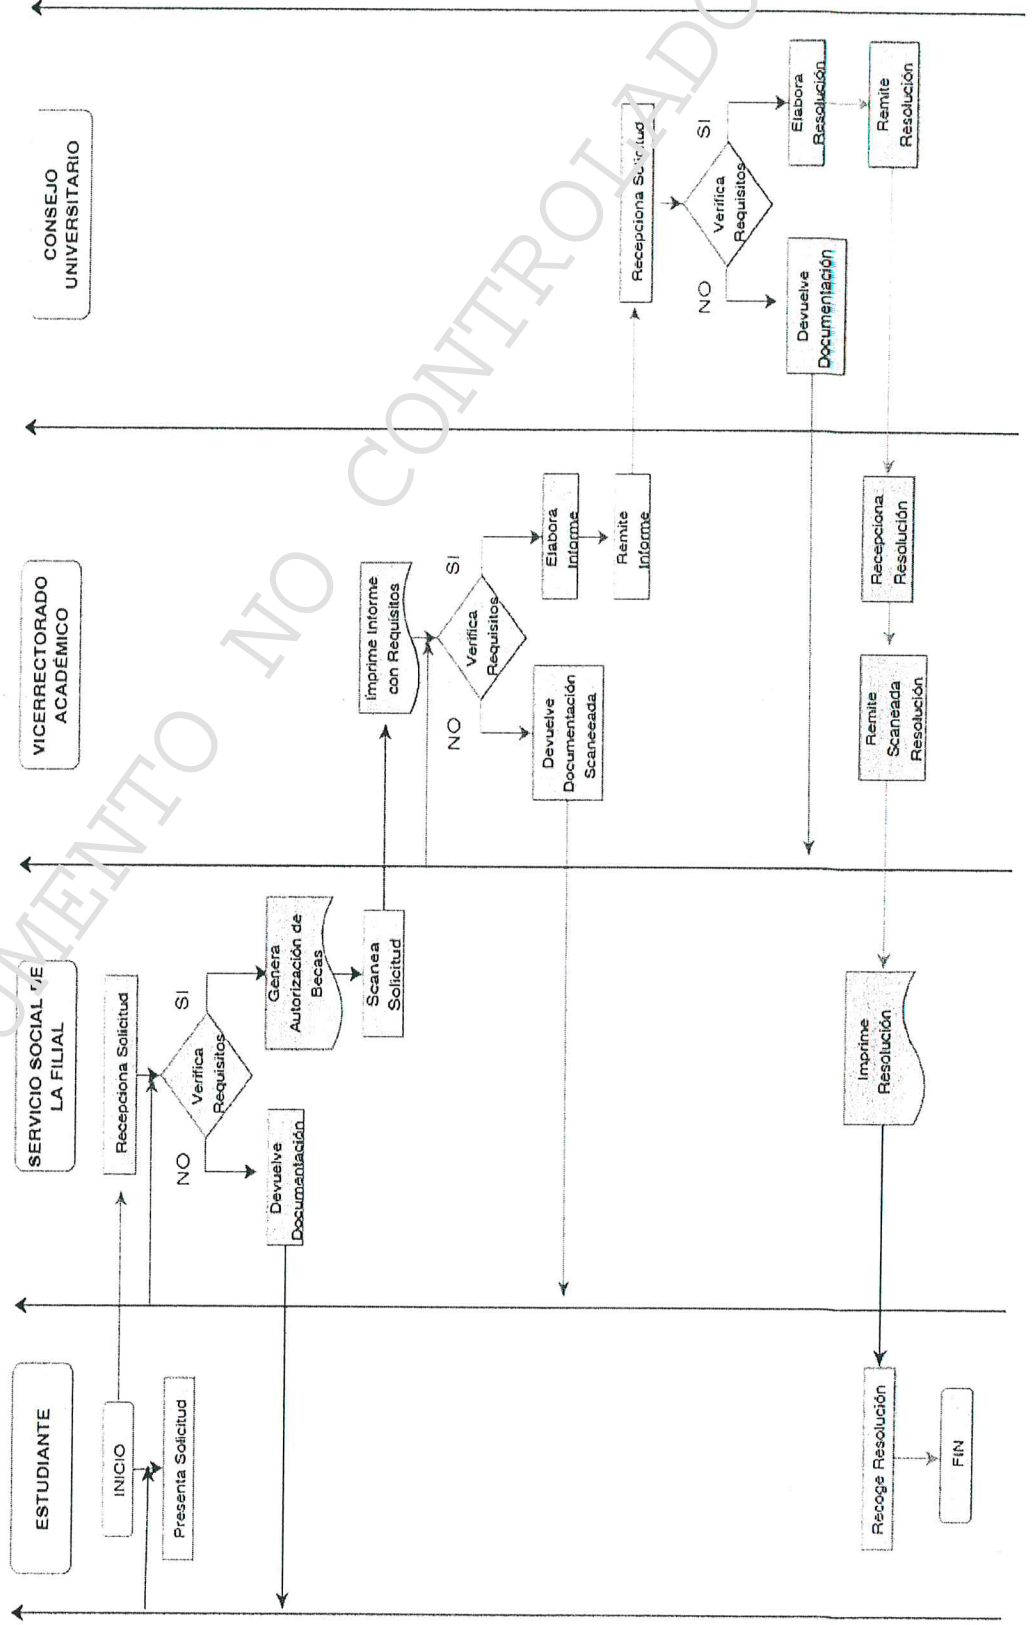 ESTUDIANTE
SERVICIO SOCIAL DE
LA FILIAL
VICERRECTORADO
ACADÉMICO
CONSEJO
UNIVERSITARIO
INICIO
Presenta Solicitud
Recepciona Solicitud
Verifica
Requisitos
NO
SI
Devuelve
Documentación
Genera
Autorización de
Becas
Scanea
Solicitud
Imprime Informe
con Requisitos
Verifica
Requisitos
NO
SI
Devuelve
Documentación
Scaneeada
Elabora
Informe
Remite
Informe
Recepciona Solicitud
Verifica
Requisitos
NO
SI
Devuelve
Documentación
Elabora
Resolución
Remite
Resolución
Recepciona
Resolución
Remite
Scaneada
Resolución
Imprime
Resolución
Recoge Resolución
FIN
UMENTO NO CONTROLADO